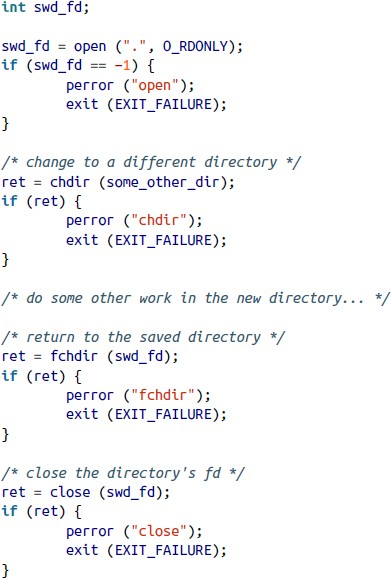 int swd_fd;

swd_fd = open (".", O_RDONLY);
if (swd_fd == -1) {
        perror ("open");
        exit (EXIT_FAILURE);
}

/* change to a different directory */
ret = chdir (some_other_dir);
if (ret) {
        perror ("chdir");
        exit (EXIT_FAILURE);
}

/* do some other work in the new directory... */

/* return to the saved directory */
ret = fchdir (swd_fd);
if (ret) {
        perror ("fchdir");
        exit (EXIT_FAILURE);
}

/* close the directory's fd */
ret = close (swd_fd);
if (ret) {
        perror ("close");
        exit (EXIT_FAILURE);
}